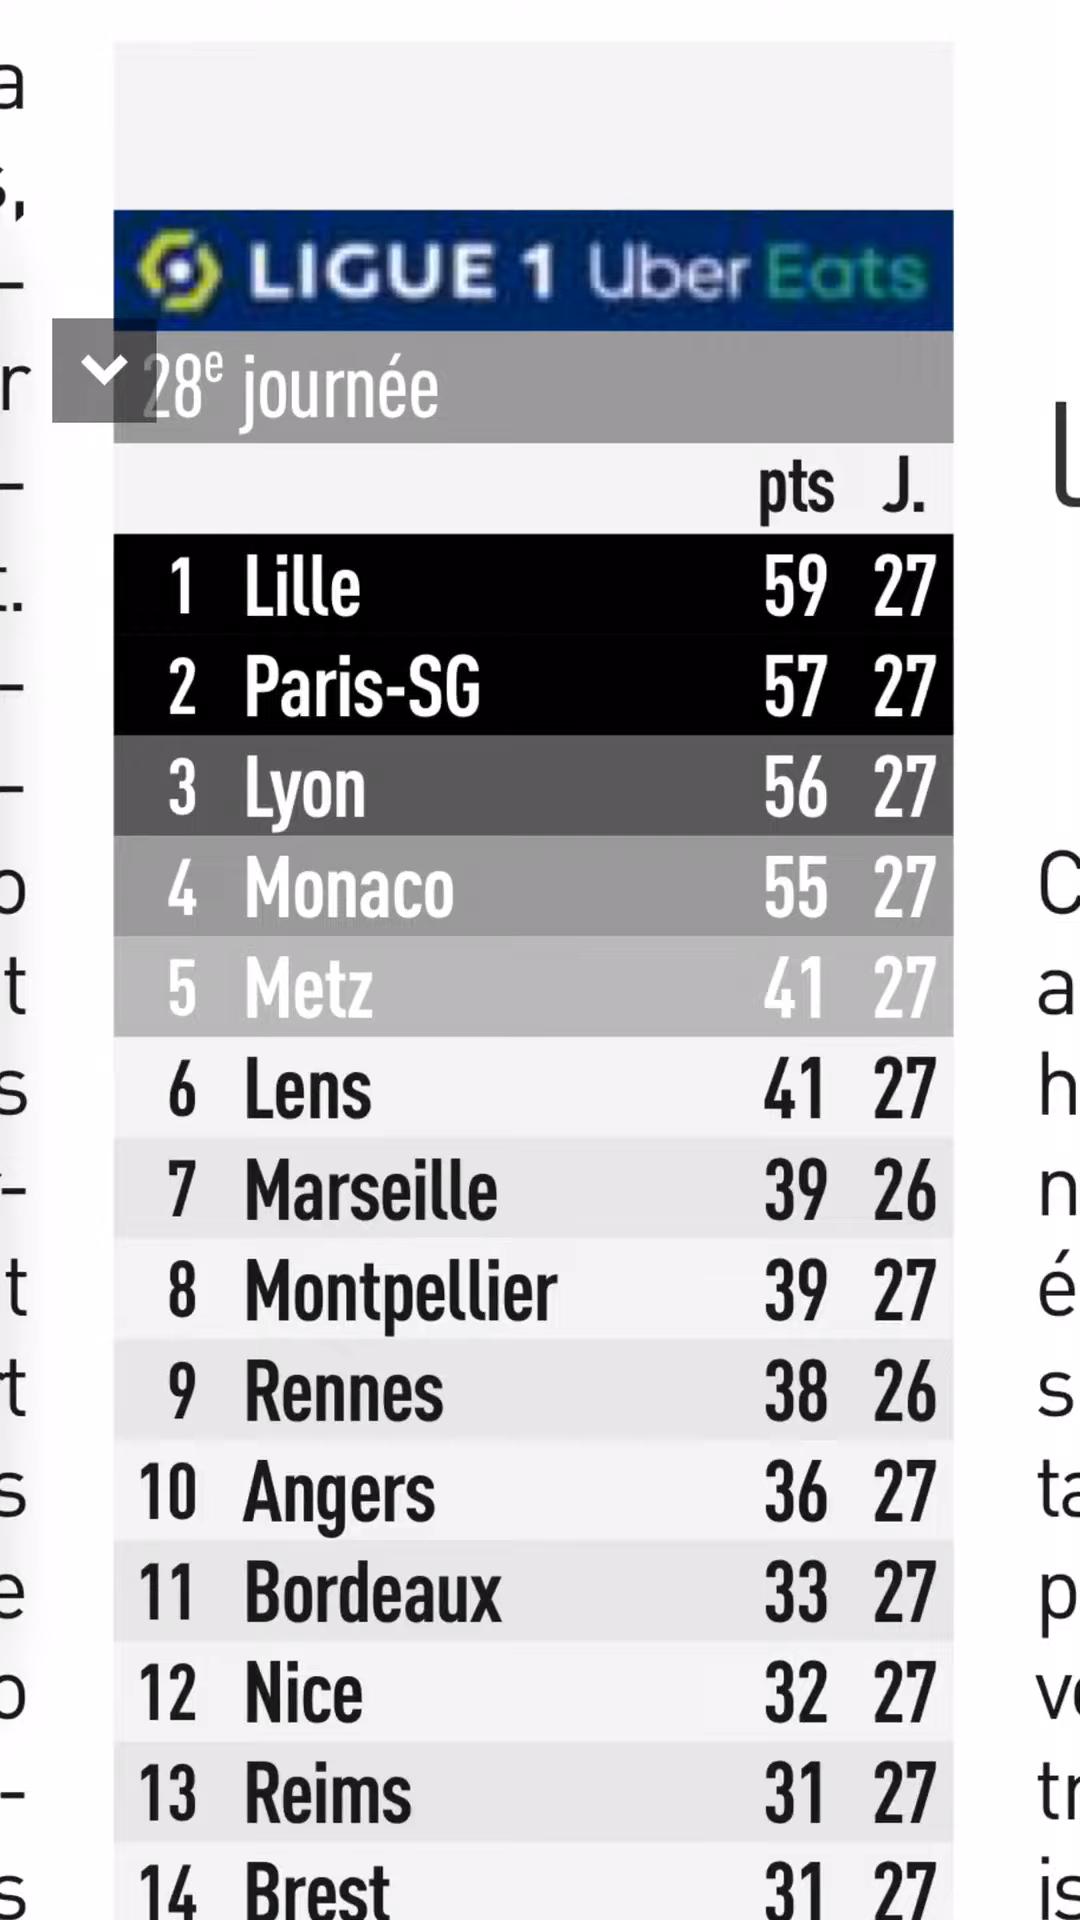 LIGUE 1 Uber Eats
28e journée
pts J.
1 Lille 59 27
2 Paris-SG 57 27
3 Lyon 56 27
4 Monaco 55 27
5 Metz 41 27
6 Lens 41 27
7 Marseille 39 26
8 Montpellier 39 27
9 Rennes 38 26
10 Angers 36 27
11 Bordeaux 33 27
12 Nice 32 27
13 Reims 31 27
14 Brest 31 27